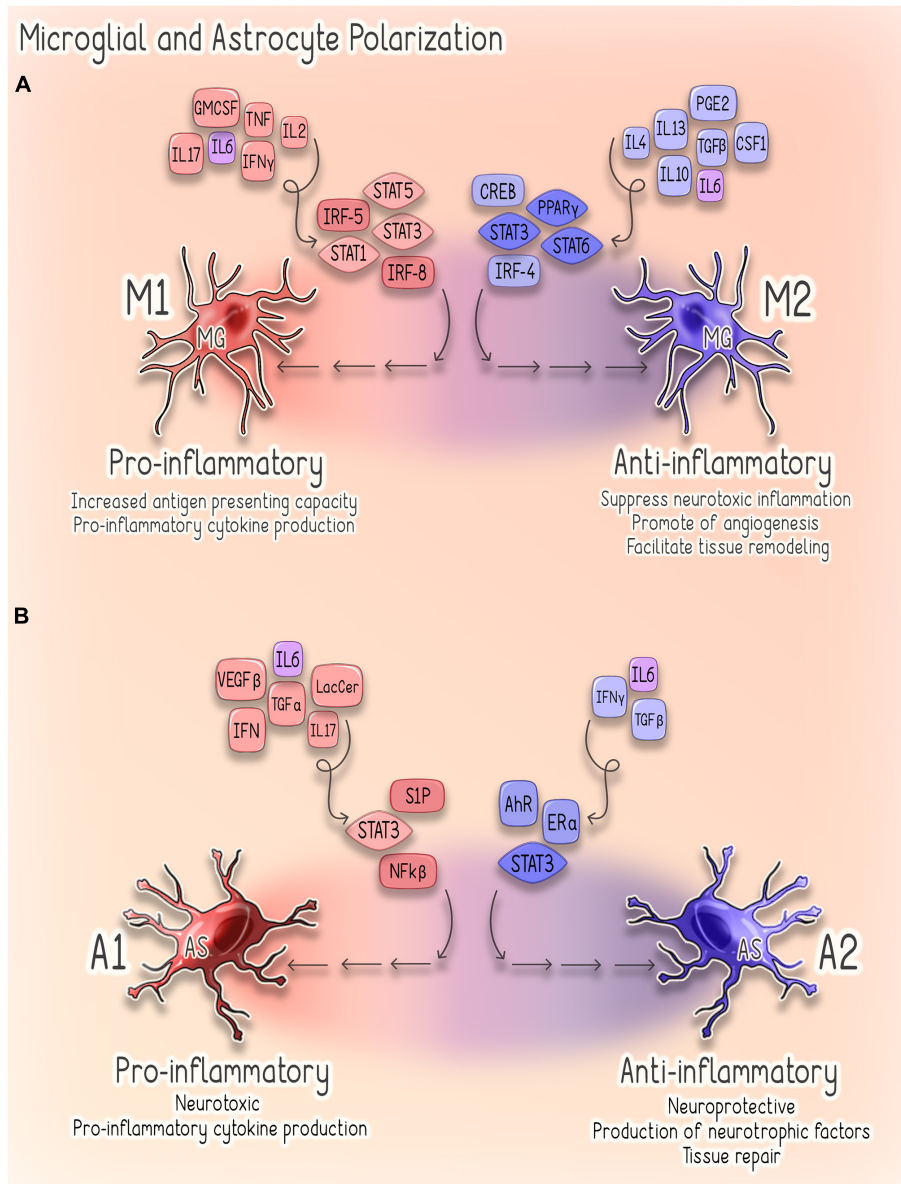 Microglial and Astrocyte Polarization
A
GMCSF
TNF
IL2
IL17
IL6
IFNγ
PGE2
IL13
IL4
TGFβ
CSF1
IL10
IL6
STAT5
IRF-5
STAT3
STAT1
IRF-8
CREB
PPARγ
STAT3
STAT6
IRF-4
M1
MG
M2
MG
Pro-inflammatory
Increased antigen presenting capacity
Pro-inflammatory cytokine production
Anti-inflammatory
Suppress neurotoxic inflammation
Promote of angiogenesis
Facilitate tissue remodeling
B
IL6
VEGFβ
LacCer
TGFα
IFN
IL17
IL6
IFNγ
TGFβ
S1P
STAT3
NFkβ
AhR
ERα
STAT3
A1
AS
AS
A2
Pro-inflammatory
Neurotoxic
Pro-inflammatory cytokine production
Anti-inflammatory
Neuroprotective
Production of neurotrophic factors
Tissue repair